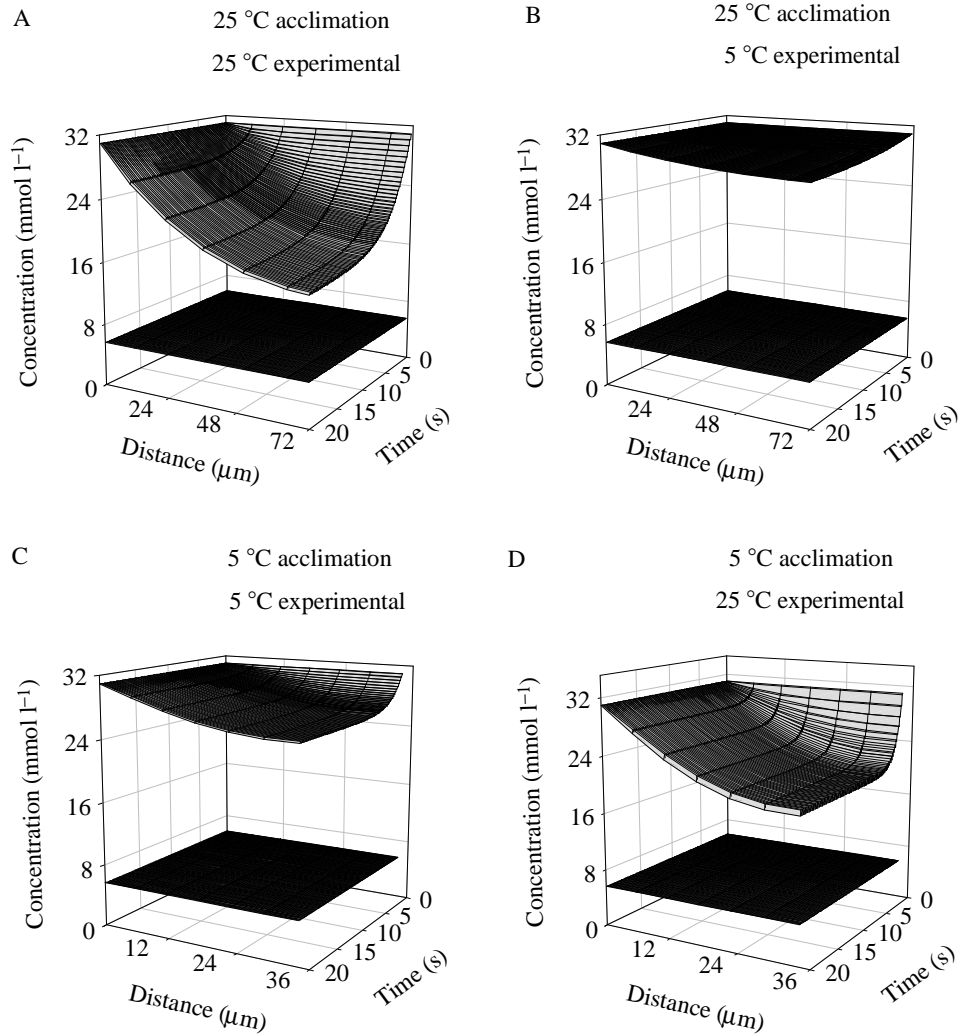 A
25 °C acclimation
25 °C experimental
32
24
16
8
0
Concentration (mmol l⁻¹)
24
48
72
Distance (μm)
0
5
10
15
20
Time (s)
B
25 °C acclimation
5 °C experimental
32
24
16
8
0
Concentration (mmol l⁻¹)
24
48
72
Distance (μm)
0
5
10
15
20
Time (s)
C
5 °C acclimation
5 °C experimental
32
24
16
8
0
Concentration (mmol l⁻¹)
12
24
36
Distance (μm)
0
5
10
15
20
Time (s)
D
5 °C acclimation
25 °C experimental
32
24
16
8
0
Concentration (mmol l⁻¹)
12
24
36
Distance (μm)
0
5
10
15
20
Time (s)